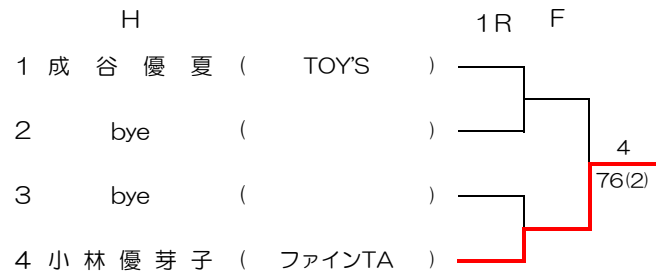 H 1R F
1 成 谷 優 夏 ( TOY'S )
2 bye ( )
4
76(2)
3 bye ( )
4 小 林 優 芽 子 ( ファインTA )